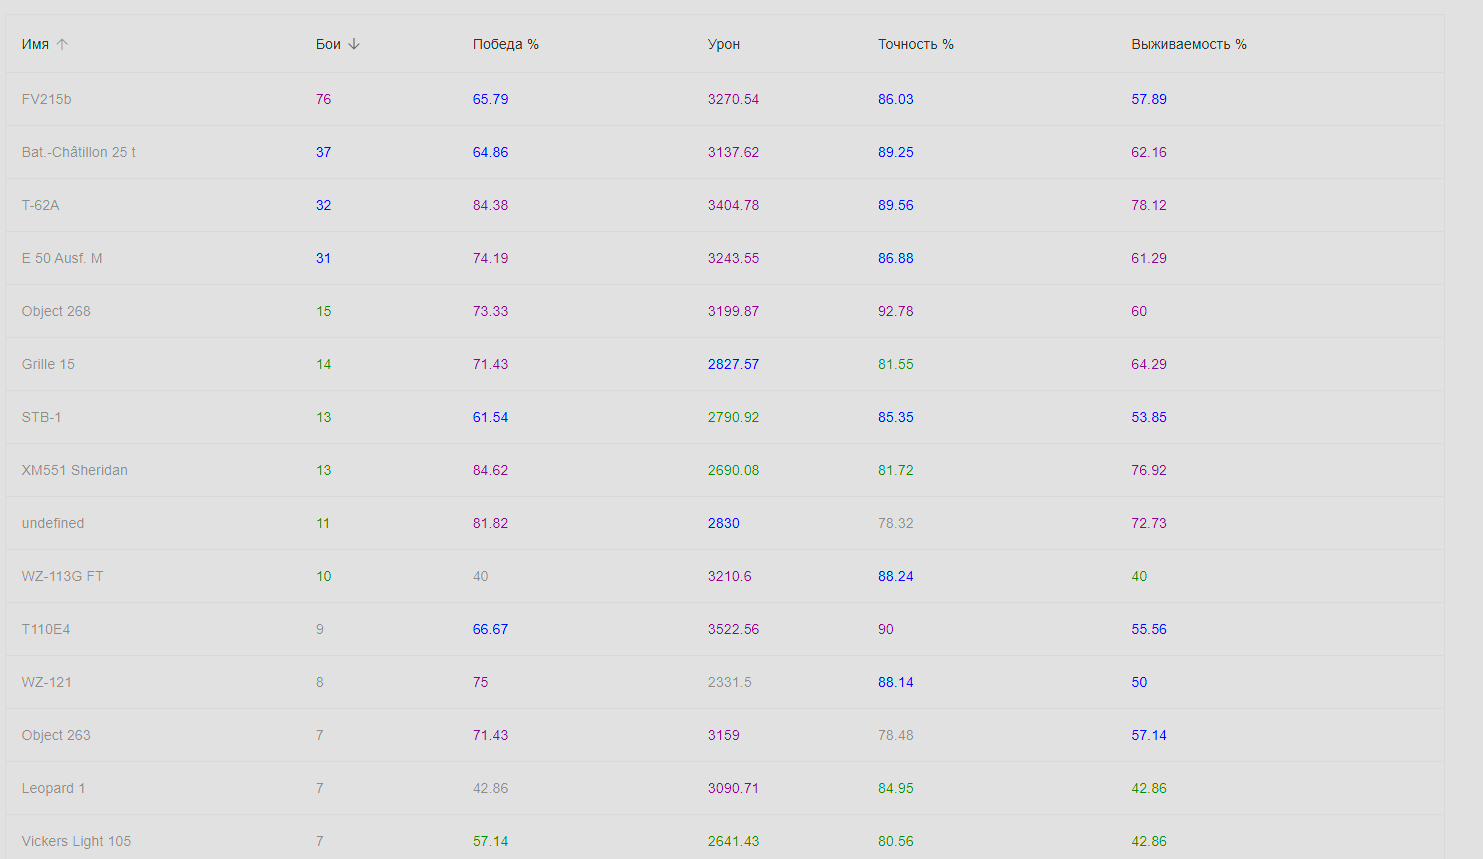 Имя Бои Победа % Урон Точность % Выживаемость %
FV215b 76 65.79 3270.54 86.03 57.89
Bat.-Châtillon 25 t 37 64.86 3137.62 89.25 62.16
T-62A 32 84.38 3404.78 89.56 78.12
E 50 Ausf. M 31 74.19 3243.55 86.88 61.29
Object 268 15 73.33 3199.87 92.78 60
Grille 15 14 71.43 2827.57 81.55 64.29
STB-1 13 61.54 2790.92 85.35 53.85
XM551 Sheridan 13 84.62 2690.08 81.72 76.92
undefined 11 81.82 2830 78.32 72.73
WZ-113G FT 10 40 3210.6 88.24 40
T110E4 9 66.67 3522.56 90 55.56
WZ-121 8 75 2331.5 88.14 50
Object 263 7 71.43 3159 78.48 57.14
Leopard 1 7 42.86 3090.71 84.95 42.86
Vickers Light 105 7 57.14 2641.43 80.56 42.86